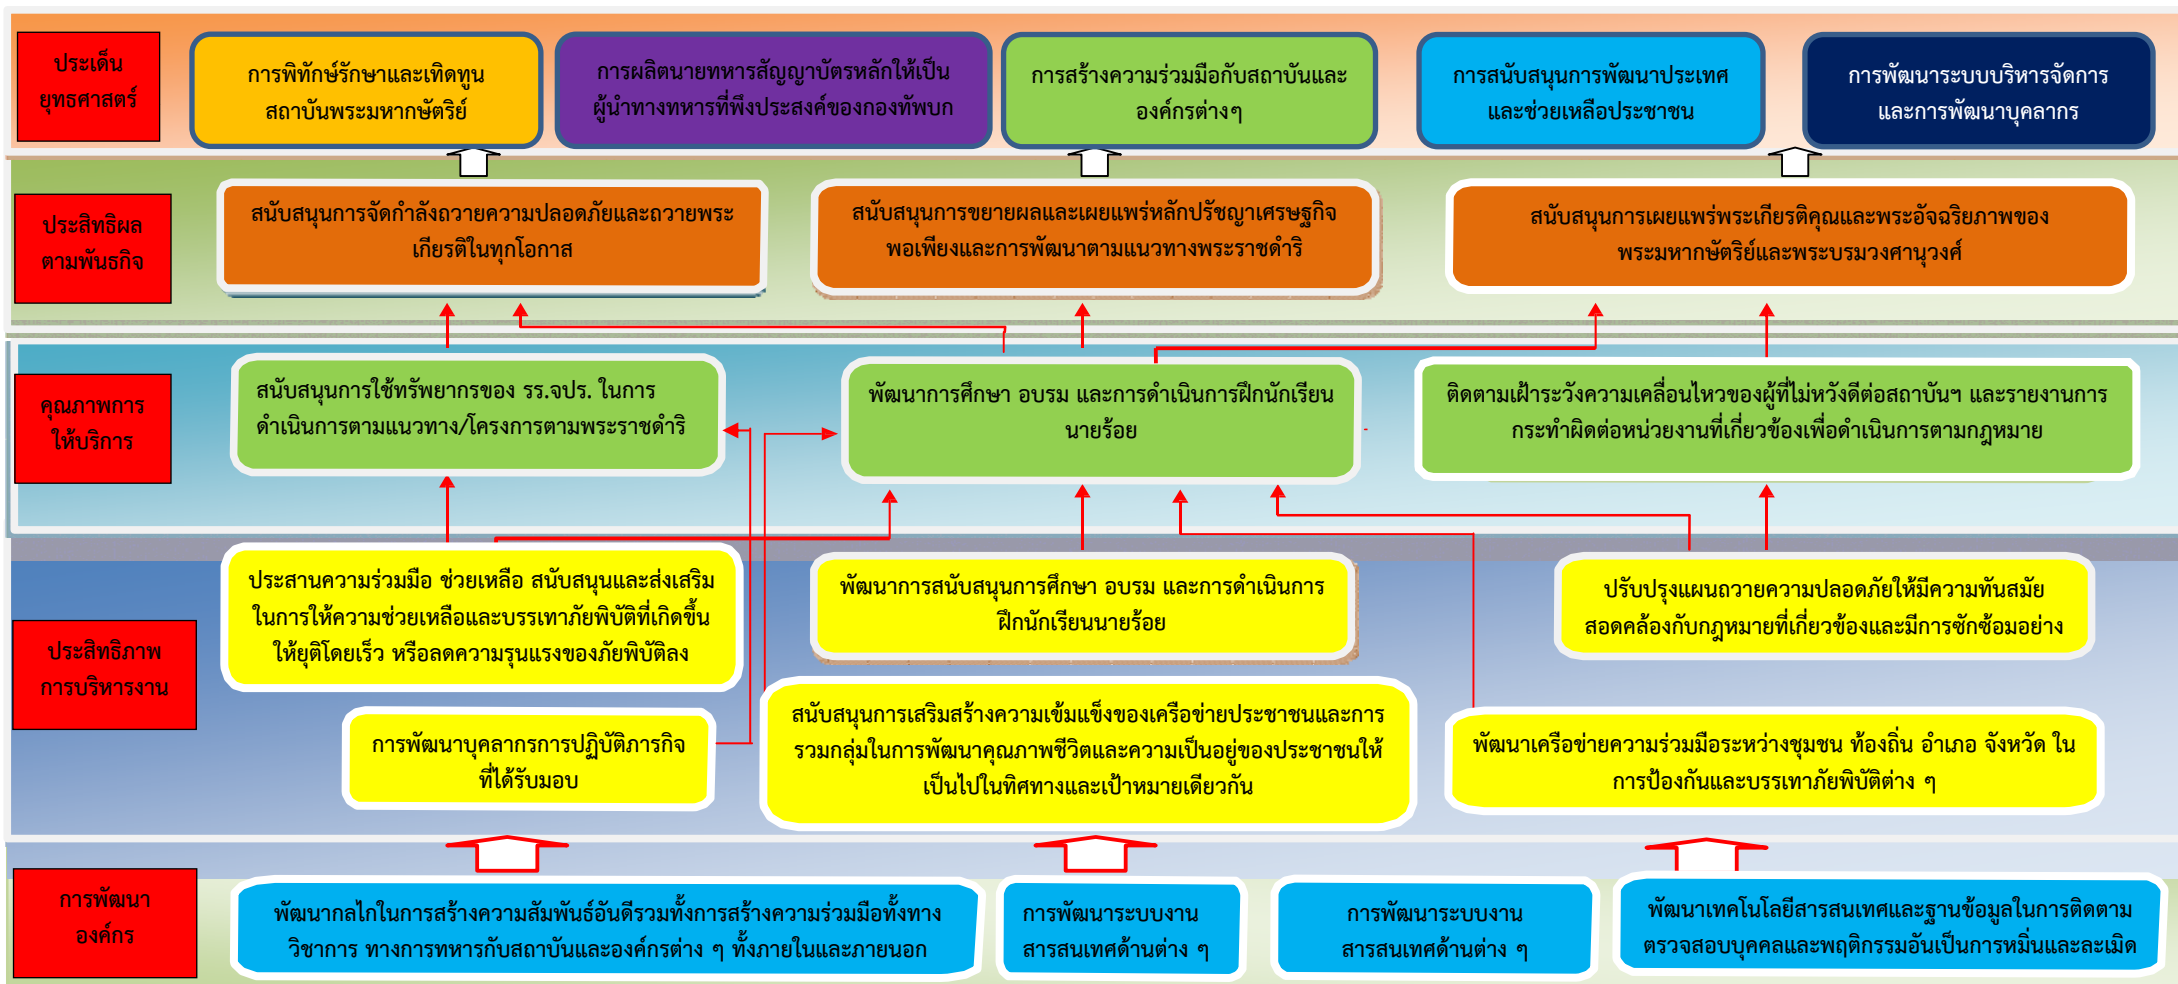 ประเด็น
ยุทธศาสตร์
การพิทักษ์รักษาและเทิดทูน
สถาบันพระมหากษัตริย์
การผลิตนายทหารสัญญาบัตรหลักให้เป็น
ผู้นำทางทหารที่พึงประสงค์ของกองทัพบก
การสร้างความร่วมมือกับสถาบันและ
องค์กรต่างๆ
การสนับสนุนการพัฒนาประเทศ
และช่วยเหลือประชาชน
การพัฒนาระบบบริหารจัดการ
และการพัฒนาบุคลากร
ประสิทธิผล
ตามพันธกิจ
สนับสนุนการจัดกำลังถวายความปลอดภัยและถวายพระ
เกียรติในทุกโอกาส
สนับสนุนการขยายผลและเผยแพร่หลักปรัชญาเศรษฐกิจ
พอเพียงและการพัฒนาตามแนวทางพระราชดำริ
สนับสนุนการเผยแพร่พระเกียรติคุณและพระอัจฉริยภาพของ
พระมหากษัตริย์และพระบรมวงศานุวงศ์
คุณภาพการ
ให้บริการ
สนับสนุนการใช้ทรัพยากรของ รร.จปร. ในการ
ดำเนินการตามแนวทาง/โครงการตามพระราชดำริ
พัฒนาการศึกษา อบรม และการดำเนินการฝึกนักเรียน
นายร้อย
ติดตามเฝ้าระวังความเคลื่อนไหวของผู้ที่ไม่หวังดีต่อสถาบันฯ และรายงานการ
กระทำผิดต่อหน่วยงานที่เกี่ยวข้องเพื่อดำเนินการตามกฎหมาย
ประสิทธิภาพ
การบริหารงาน
ประสานความร่วมมือ ช่วยเหลือ สนับสนุนและส่งเสริม
ในการให้ความช่วยเหลือและบรรเทาภัยพิบัติที่เกิดขึ้น
ให้ยุติโดยเร็ว หรือลดความรุนแรงของภัยพิบัติลง
พัฒนาการสนับสนุนการศึกษา อบรม และการดำเนินการ
ฝึกนักเรียนนายร้อย
ปรับปรุงแผนถวายความปลอดภัยให้มีความทันสมัย
สอดคล้องกับกฎหมายที่เกี่ยวข้องและมีการซักซ้อมอย่าง
การพัฒนาบุคลากรการปฏิบัติภารกิจ
ที่ได้รับมอบ
สนับสนุนการเสริมสร้างความเข้มแข็งของเครือข่ายประชาชนและการ
รวมกลุ่มในการพัฒนาคุณภาพชีวิตและความเป็นอยู่ของประชาชนให้
เป็นไปในทิศทางและเป้าหมายเดียวกัน
พัฒนาเครือข่ายความร่วมมือระหว่างชุมชน ท้องถิ่น อำเภอ จังหวัด ใน
การป้องกันและบรรเทาภัยพิบัติต่าง ๆ
การพัฒนา
องค์กร
พัฒนากลไกในการสร้างความสัมพันธ์อันดีรวมทั้งการสร้างความร่วมมือทั้งทาง
วิชาการ ทางการทหารกับสถาบันและองค์กรต่าง ๆ ทั้งภายในและภายนอก
การพัฒนาระบบงาน
สารสนเทศด้านต่าง ๆ
การพัฒนาระบบงาน
สารสนเทศด้านต่าง ๆ
พัฒนาเทคโนโลยีสารสนเทศและฐานข้อมูลในการติดตาม
ตรวจสอบบุคคลและพฤติกรรมอันเป็นการหมิ่นและละเมิด